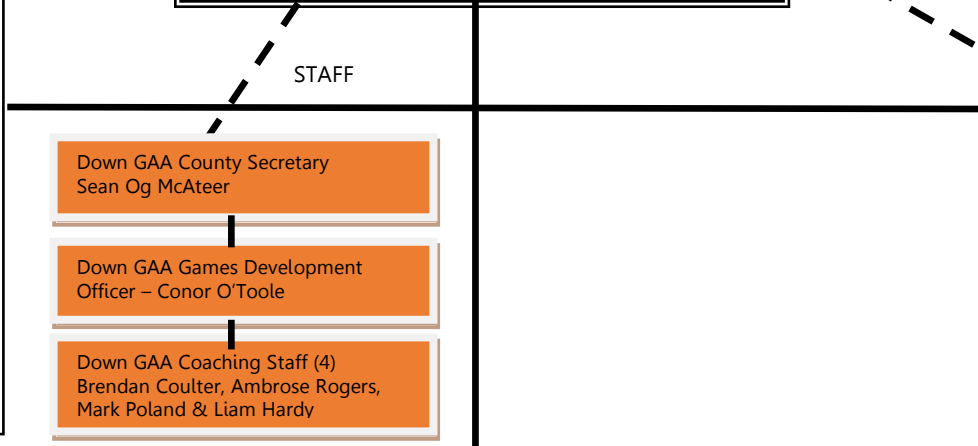 STAFF
Down GAA County Secretary
Sean Og McAteer
Down GAA Games Development
Officer – Conor O’Toole
Down GAA Coaching Staff (4)
Brendan Coulter, Ambrose Rogers,
Mark Poland & Liam Hardy